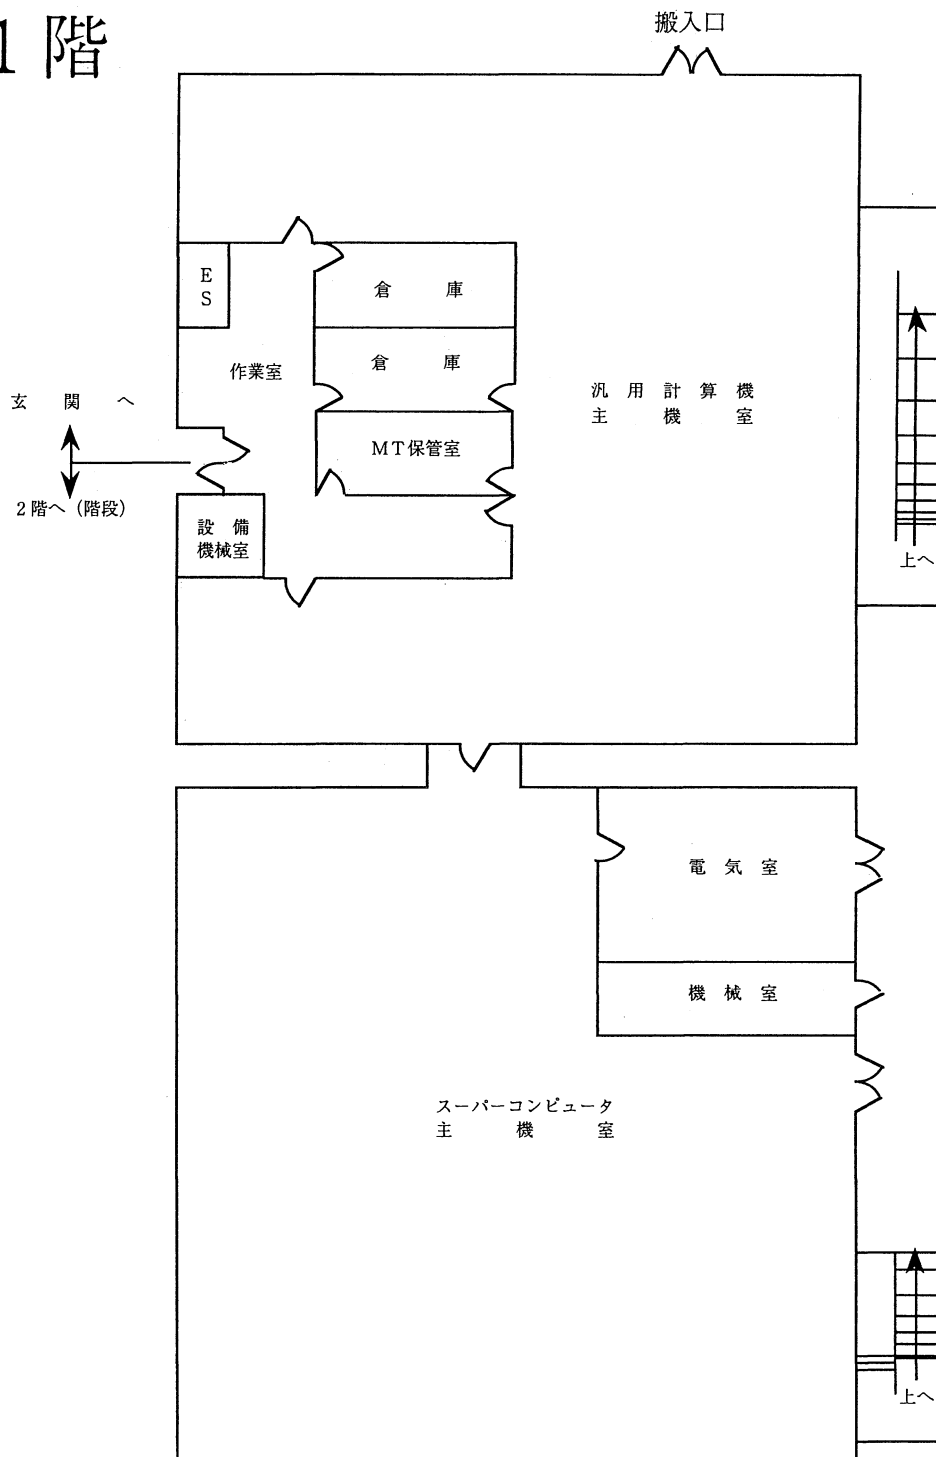 1 階
搬入口
E
S
倉 庫
作業室
倉 庫
汎用計算機
主機室
玄関へ
MT保管室
2階へ (階段)
設備
機械室
上へ
電気室
機械室
スーパーコンピュータ
主機室
上へ